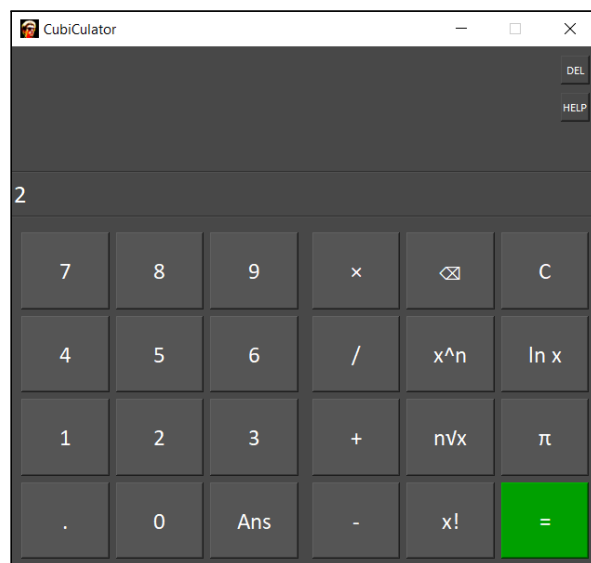 CubiCulator
DEL
HELP
2
7 8 9 × ⌫ C
4 5 6 / x^n ln x
1 2 3 + n√x π
. 0 Ans - x! =